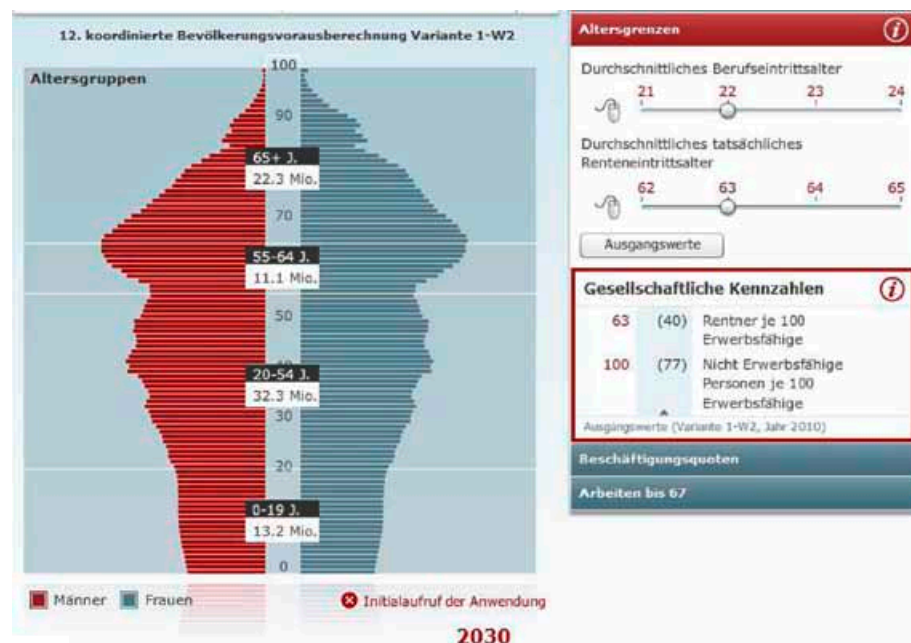 12. koordinierte Bevölkerungsvorausberechnung Variante 1-W2
Altersgruppen
100
90
65+ J.
22.3 Mio.
70
55-64 J.
11.1 Mio.
50
40
20-54 J.
32.3 Mio.
30
20
0-19 J.
13.2 Mio.
0
Männer
Frauen
Initialaufruf der Anwendung
2030
Altersgrenzen
i
Durchschnittliches Berufseintrittsalter
21 22 23 24
Durchschnittliches tatsächliches
Renteneintrittsalter
62 63 64 65
Ausgangswerte
Gesellschaftliche Kennzahlen
i
63 (40) Rentner je 100
Erwerbsfähige
100 (77) Nicht Erwerbsfähige
Personen je 100
Erwerbsfähige
Ausgangswerte (Variante 1-W2, Jahr 2010)
Beschäftigungsquoten
Arbeiten bis 67